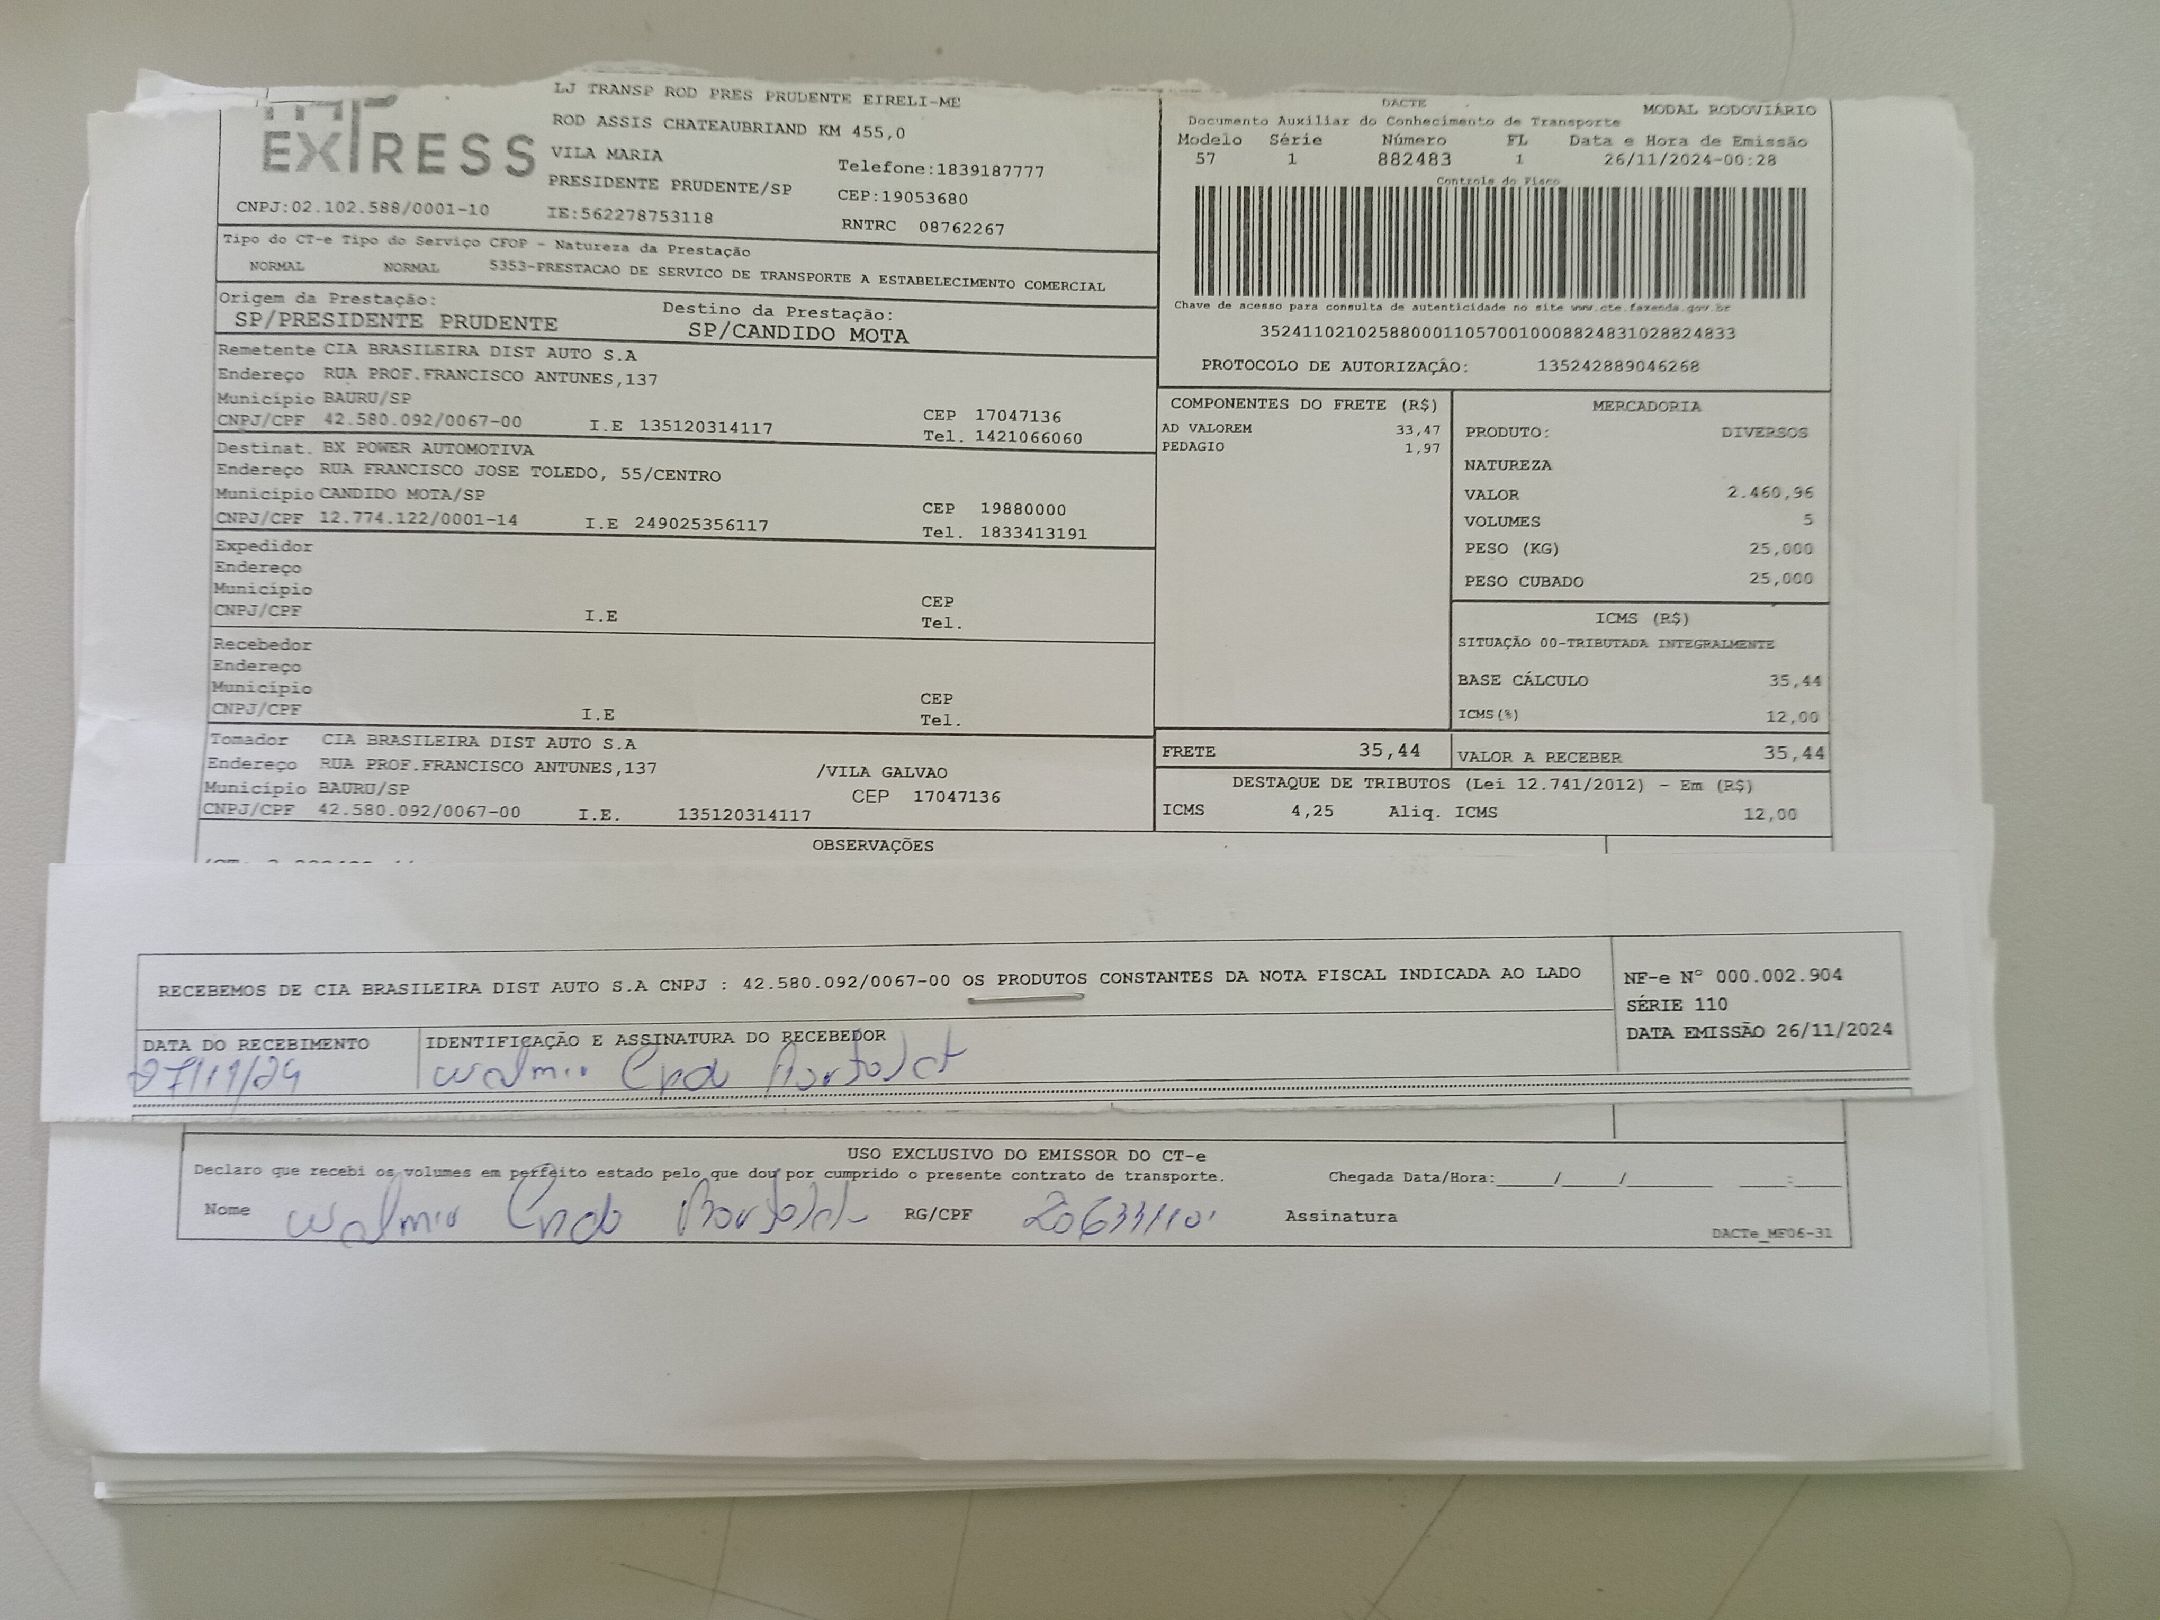 EXPRESS
LJ TRANSP ROD PRES PRUDENTE EIRELI-ME
ROD ASSIS CHATEAUBRIAND KM 455,0
VILA MARIA
Telefone:1839187777
PRESIDENTE PRUDENTE/SP
CEP:19053680
CNPJ:02.102.588/0001-10 IE:562278753118
RNTRC 08762267
Tipo do CT-e Tipo do Serviço CFOP - Natureza da Prestação
NORMAL NORMAL 5353-PRESTACAO DE SERVICO DE TRANSPORTE A ESTABELECIMENTO COMERCIAL
Origem da Prestação: Destino da Prestação:
SP/PRESIDENTE PRUDENTE SP/CANDIDO MOTA
Remetente CIA BRASILEIRA DIST AUTO S.A
Endereço RUA PROF.FRANCISCO ANTUNES,137
Município BAURU/SP CEP 17047136
CNPJ/CPF 42.580.092/0067-00 I.E 135120314117 Tel. 1421066060
Destinat. BX POWER AUTOMOTIVA
Endereço RUA FRANCISCO JOSE TOLEDO, 55/CENTRO
Município CANDIDO MOTA/SP CEP 19880000
CNPJ/CPF 12.774.122/0001-14 I.E 249025356117 Tel. 1833413191
Expedidor
Endereço
Município CEP
CNPJ/CPF I.E Tel.
Recebedor
Endereço
Município CEP
CNPJ/CPF I.E Tel.
Tomador CIA BRASILEIRA DIST AUTO S.A
Endereço RUA PROF.FRANCISCO ANTUNES,137 /VILA GALVAO
Município BAURU/SP CEP 17047136
CNPJ/CPF 42.580.092/0067-00 I.E. 135120314117
DACTE MODAL RODOVIÁRIO
Documento Auxiliar do Conhecimento de Transporte
Modelo Série Número FL Data e Hora de Emissão
57 1 882483 1 26/11/2024-00:28
Controle do Fisco
Chave de acesso para consulta de autenticidade no site www.cte.fazenda.gov.br
35241102102588000110570010008824831028824833
PROTOCOLO DE AUTORIZAÇÃO: 135242889046268
COMPONENTES DO FRETE (R$)
AD VALOREM 33,47
PEDAGIO 1,97
MERCADORIA
PRODUTO: DIVERSOS
NATUREZA
VALOR 2.460,96
VOLUMES 5
PESO (KG) 25,000
PESO CUBADO 25,000
ICMS (R$)
SITUAÇÃO 00-TRIBUTADA INTEGRALMENTE
BASE CÁLCULO 35,44
ICMS(%) 12,00
FRETE 35,44 VALOR A RECEBER 35,44
DESTAQUE DE TRIBUTOS (Lei 12.741/2012) - Em (R$)
ICMS 4,25 Aliq. ICMS 12,00
OBSERVAÇÕES
RECEBEMOS DE CIA BRASILEIRA DIST AUTO S.A CNPJ : 42.580.092/0067-00 OS PRODUTOS CONSTANTES DA NOTA FISCAL INDICADA AO LADO
NF-e N° 000.002.904
SÉRIE 110
DATA EMISSÃO 26/11/2024
DATA DO RECEBIMENTO IDENTIFICAÇÃO E ASSINATURA DO RECEBEDOR
27/11/24
USO EXCLUSIVO DO EMISSOR DO CT-e
Declaro que recebi os volumes em perfeito estado pelo que dou por cumprido o presente contrato de transporte. Chegada Data/Hora:_____/_____/_______ ____:____
Nome RG/CPF Assinatura
DACTe_MF06-31